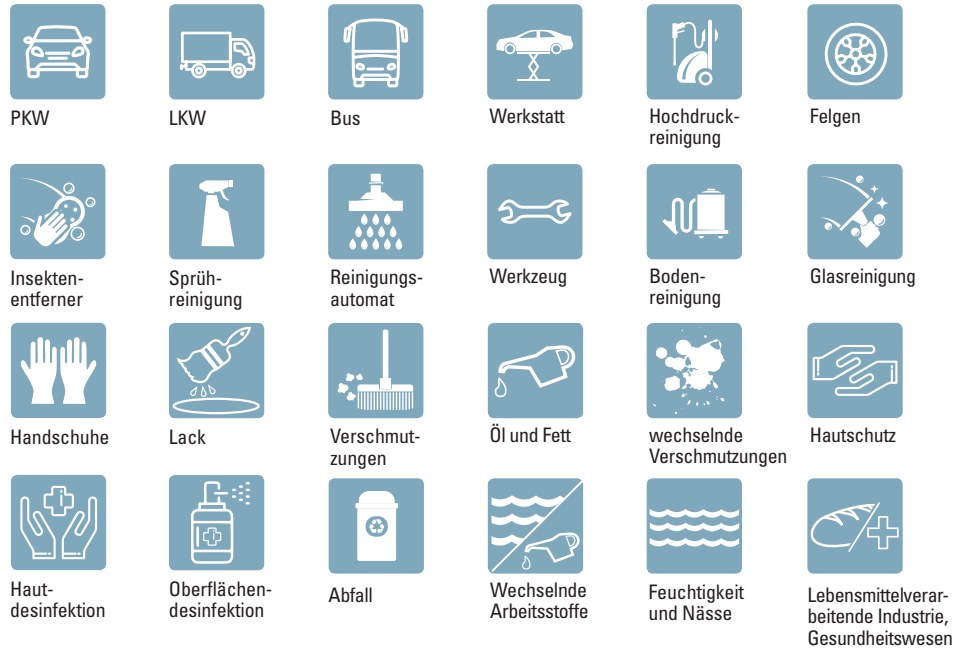 PKW
LKW
Bus
Werkstatt
Hochdruck-
reinigung
Felgen
Insekten-
entferner
Sprüh-
reinigung
Reinigungs-
automat
Werkzeug
Boden-
reinigung
Glasreinigung
Handschuhe
Lack
Verschmut-
zungen
Öl und Fett
wechselnde
Verschmutzungen
Hautschutz
Haut-
desinfektion
Oberflächen-
desinfektion
Abfall
Wechselnde
Arbeitsstoffe
Feuchtigkeit
und Nässe
Lebensmittelverar-
beitende Industrie,
Gesundheitswesen